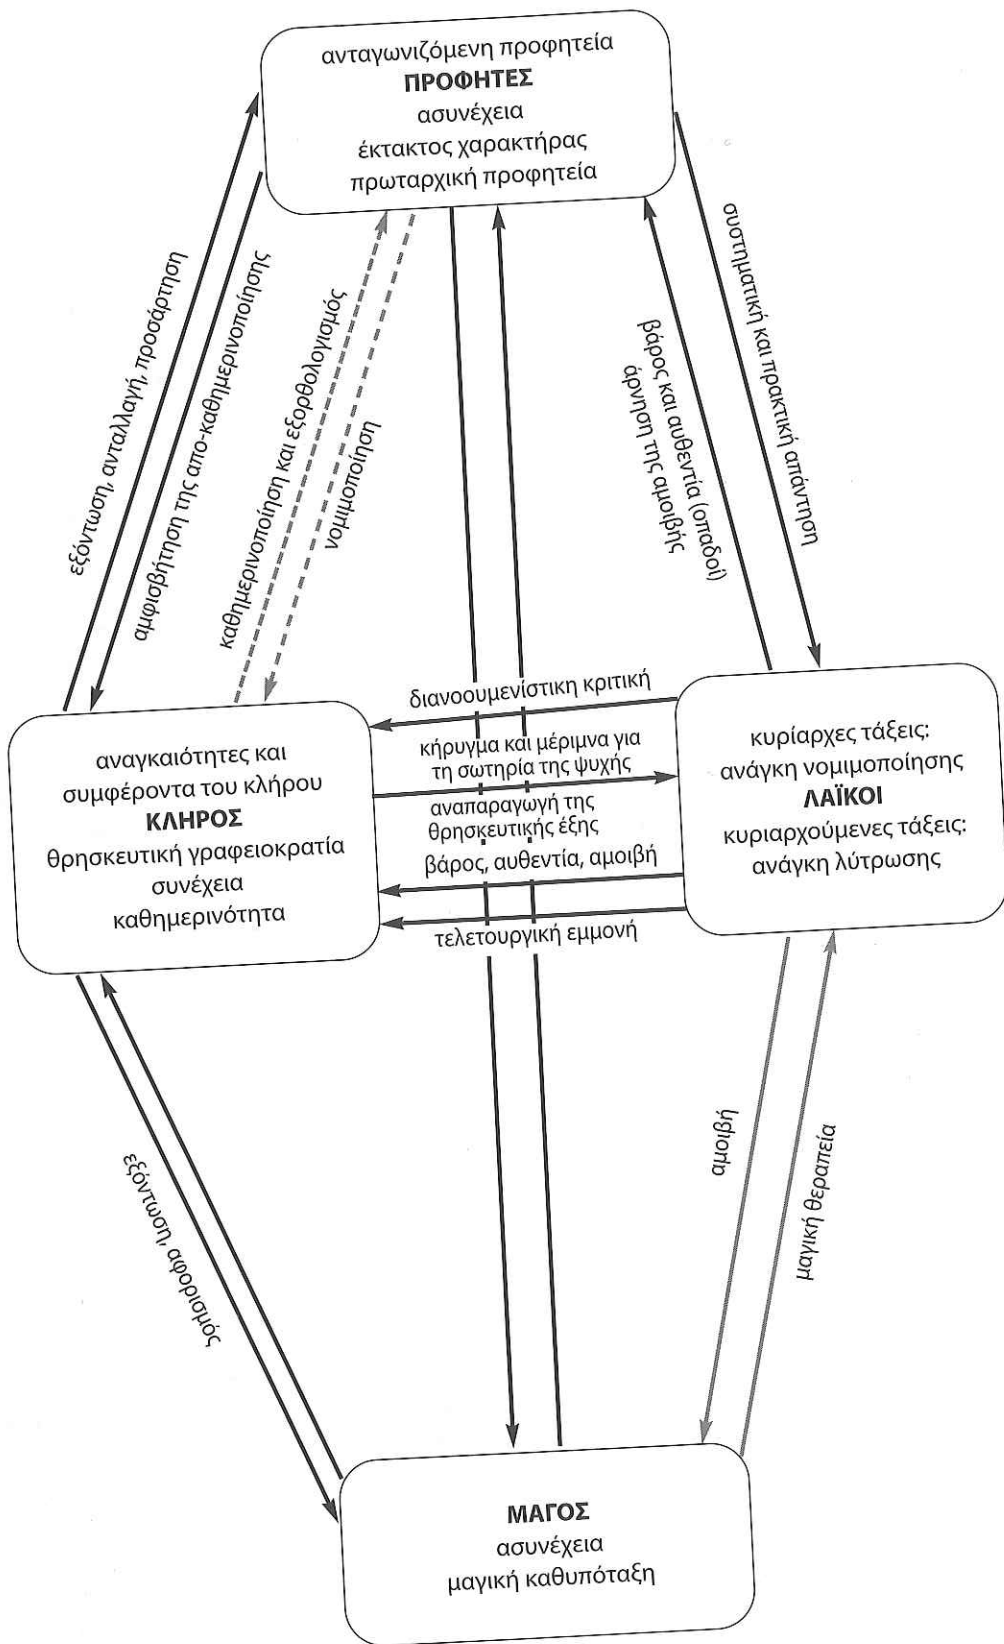 ανταγωνιζόμενη προφητεία
ΠΡΟΦΗΤΕΣ
ασυνέχεια
έκτακτος χαρακτήρας
πρωταρχική προφητεία
εξόντωση, ανταλλαγή, προσάρτηση
αμφισβήτηση της απο-καθημερινοποίησης
καθημερινοποίηση και εξορθολογισμός
νομιμοποίηση
βάρος και αυθεντία (οπαδοί)
άρνηση της αμοιβής
συστηματική και πρακτική απάντηση
αναγκαιότητες και
συμφέροντα του κλήρου
ΚΛΗΡΟΣ
θρησκευτική γραφειοκρατία
συνέχεια
καθημερινότητα
διανοουμενίστικη κριτική
κήρυγμα και μέριμνα για
τη σωτηρία της ψυχής
αναπαραγωγή της
θρησκευτικής έξης
βάρος, αυθεντία, αμοιβή
τελετουργική εμμονή
κυρίαρχες τάξεις:
ανάγκη νομιμοποίησης
ΛΑΪΚΟΙ
κυριαρχούμενες τάξεις:
ανάγκη λύτρωσης
εξόντωση, αφορισμός
αμοιβή
μαγική θεραπεία
ΜΑΓΟΣ
ασυνέχεια
μαγική καθυπόταξη